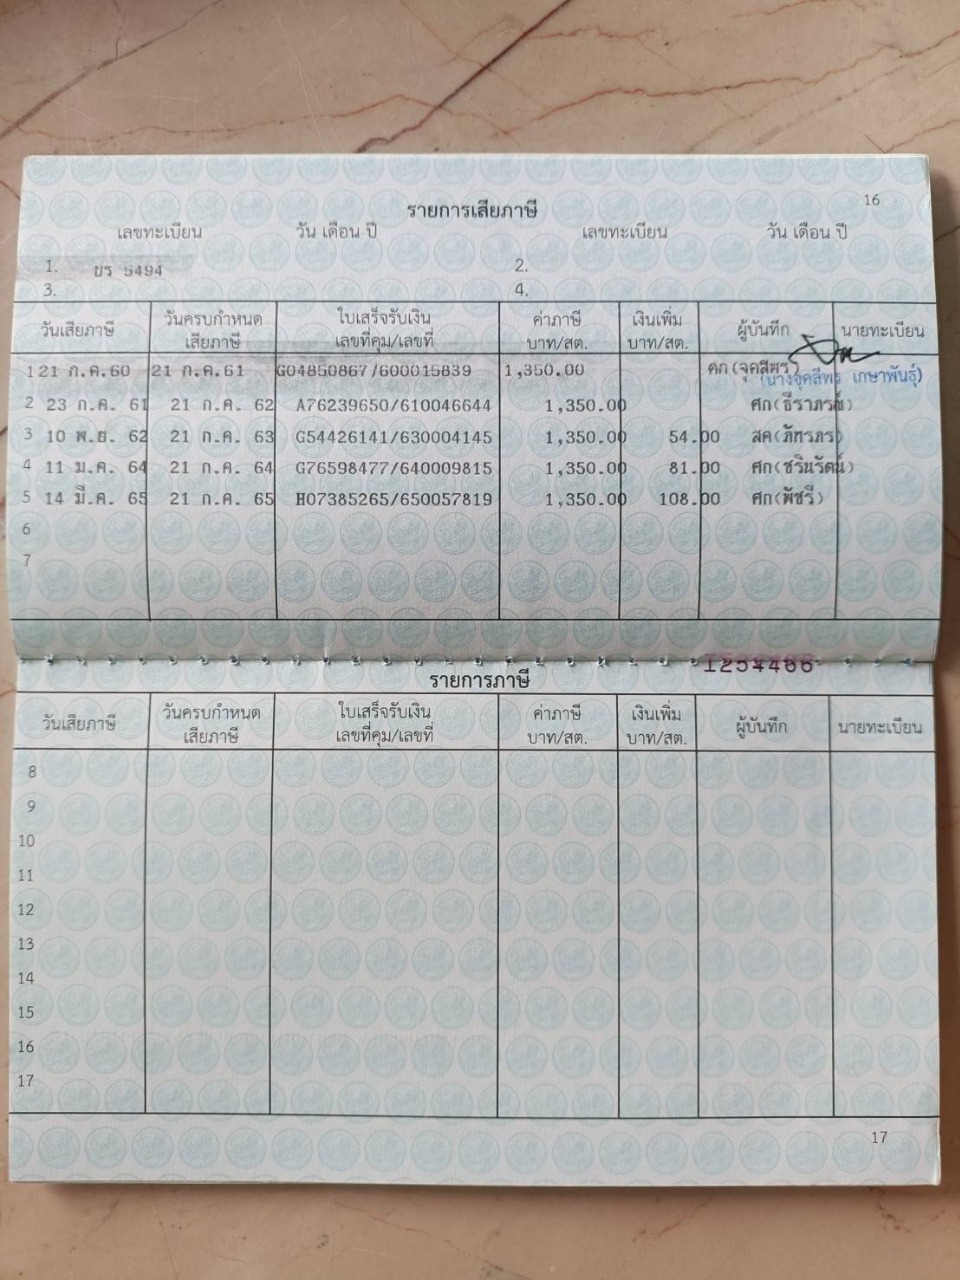 16
รายการเสียภาษี
เลขทะเบียน วัน เดือน ปี เลขทะเบียน วัน เดือน ปี
1. ขร 5494 2.
3. 4.
วันเสียภาษี วันครบกำหนด เสียภาษี ใบเสร็จรับเงิน เลขที่คุม/เลขที่ ค่าภาษี บาท/สต. เงินเพิ่ม บาท/สต. ผู้บันทึก นายทะเบียน
1 21 ก.ค.60 21 ก.ค.61 G04850867/600015839 1,350.00 ศก(จุคสีพร)
(นางจุคสีพร เกษาพันธุ์)
2 23 ก.ค. 61 21 ก.ค. 62 A76239650/610046644 1,350.00 ศก(ธีราภรณ์)
3 10 พ.ย. 62 21 ก.ค. 63 G54426141/630004145 1,350.00 54.00 สค(ภัทรภร)
4 11 ม.ค. 64 21 ก.ค. 64 G76598477/640009815 1,350.00 81.00 ศก(ชรินรัตน์)
5 14 มี.ค. 65 21 ก.ค. 65 H07385265/650057819 1,350.00 108.00 ศก(พัชรี)
6
7
1254466
รายการภาษี
วันเสียภาษี วันครบกำหนด เสียภาษี ใบเสร็จรับเงิน เลขที่คุม/เลขที่ ค่าภาษี บาท/สต. เงินเพิ่ม บาท/สต. ผู้บันทึก นายทะเบียน
8
9
10
11
12
13
14
15
16
17
17